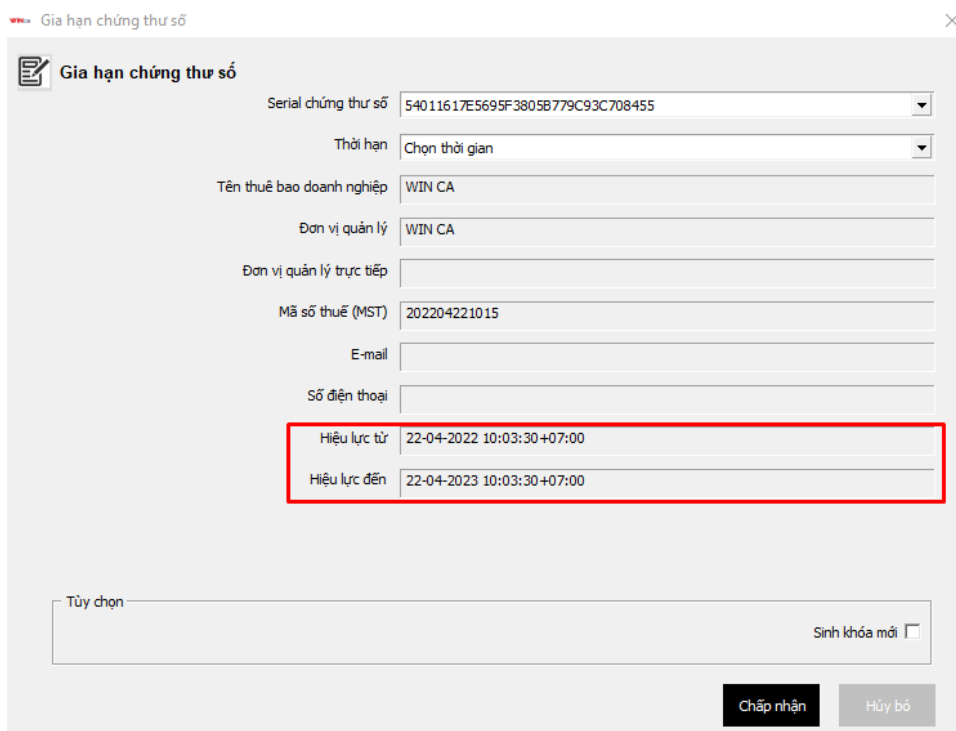 WINCA Gia hạn chứng thư số
Gia hạn chứng thư số
Serial chứng thư số 54011617E5695F3805B779C93C708455
Thời hạn Chọn thời gian
Tên thuê bao doanh nghiệp WIN CA
Đơn vị quản lý WIN CA
Đơn vị quản lý trực tiếp
Mã số thuế (MST) 202204221015
E-mail
Số điện thoại
Hiệu lực từ 22-04-2022 10:03:30+07:00
Hiệu lực đến 22-04-2023 10:03:30+07:00
Tùy chọn
Sinh khóa mới
Chấp nhận Hủy bỏ